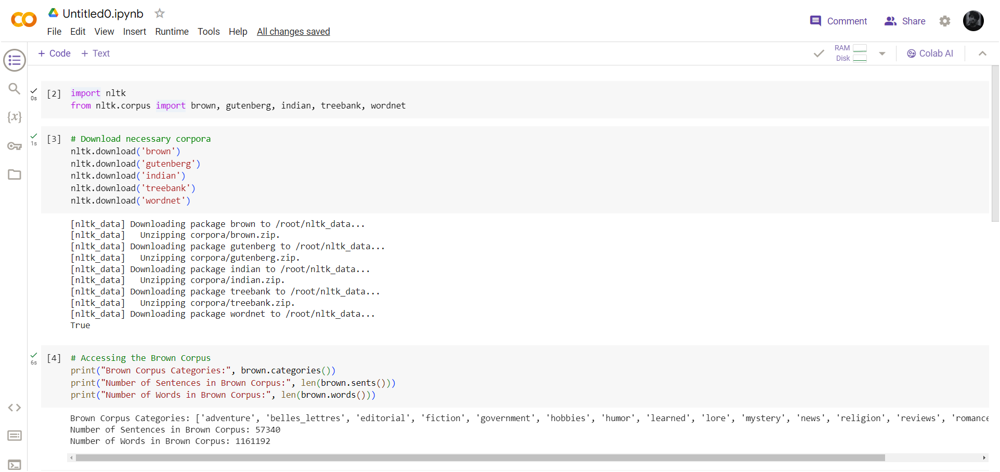 Untitled0.ipynb
File Edit View Insert Runtime Tools Help All changes saved
Comment Share
+ Code + Text
RAM
Disk
Colab AI
0s
[2] import nltk
from nltk.corpus import brown, gutenberg, indian, treebank, wordnet
1s
[3] # Download necessary corpora
nltk.download('brown')
nltk.download('gutenberg')
nltk.download('indian')
nltk.download('treebank')
nltk.download('wordnet')
[nltk_data] Downloading package brown to /root/nltk_data...
[nltk_data]   Unzipping corpora/brown.zip.
[nltk_data] Downloading package gutenberg to /root/nltk_data...
[nltk_data]   Unzipping corpora/gutenberg.zip.
[nltk_data] Downloading package indian to /root/nltk_data...
[nltk_data]   Unzipping corpora/indian.zip.
[nltk_data] Downloading package treebank to /root/nltk_data...
[nltk_data]   Unzipping corpora/treebank.zip.
[nltk_data] Downloading package wordnet to /root/nltk_data...
True
6s
[4] # Accessing the Brown Corpus
print("Brown Corpus Categories:", brown.categories())
print("Number of Sentences in Brown Corpus:", len(brown.sents()))
print("Number of Words in Brown Corpus:", len(brown.words()))
Brown Corpus Categories: ['adventure', 'belles_lettres', 'editorial', 'fiction', 'government', 'hobbies', 'humor', 'learned', 'lore', 'mystery', 'news', 'religion', 'reviews', 'romance
Number of Sentences in Brown Corpus: 57340
Number of Words in Brown Corpus: 1161192